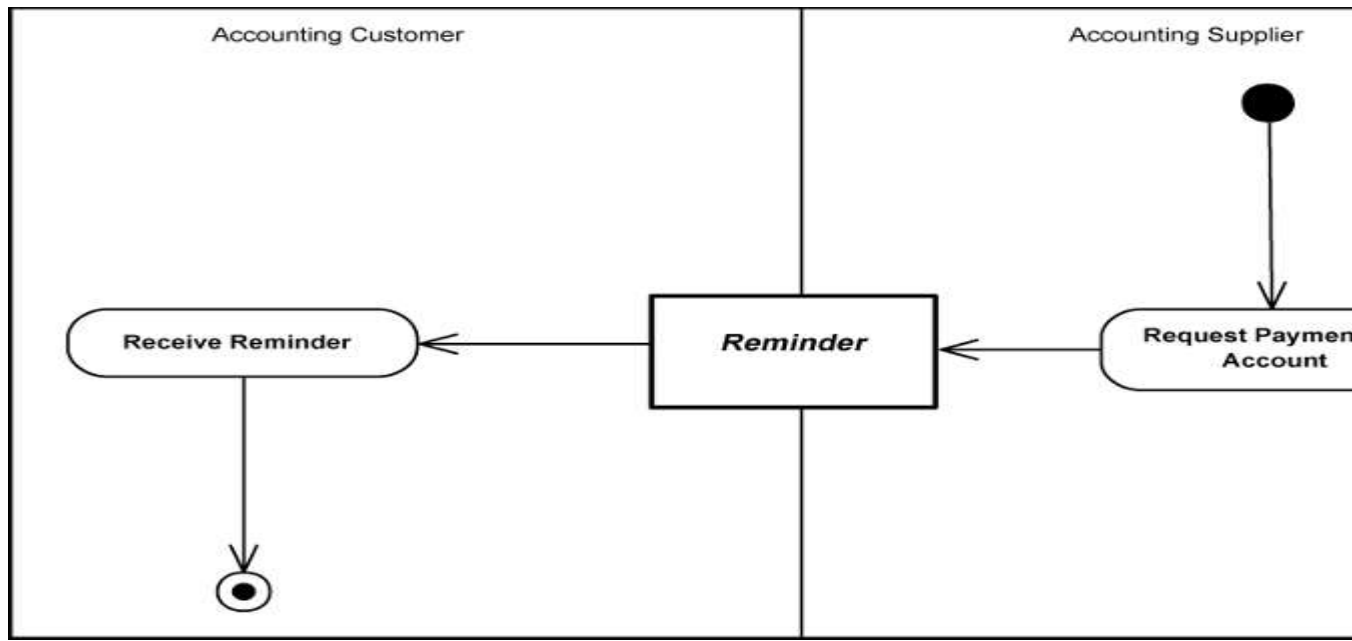 Accounting Customer
Accounting Supplier
Receive Reminder
Reminder
Request Paymen
Account